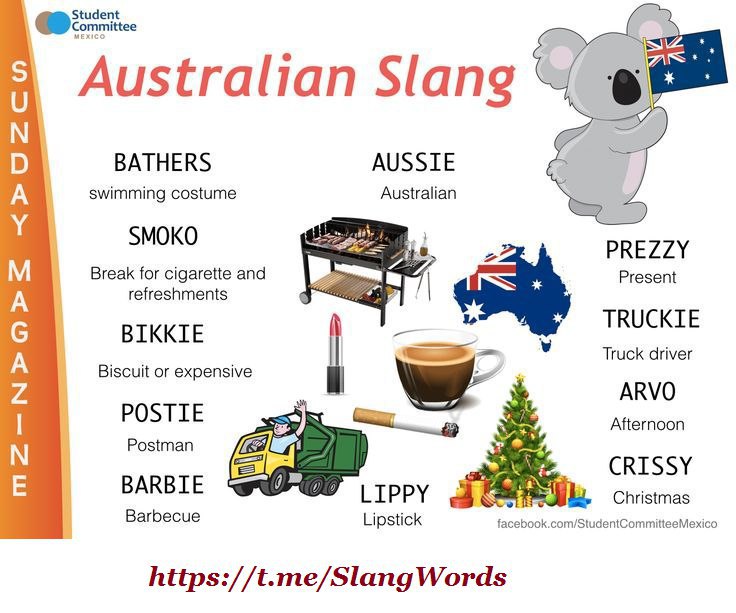 Student
Committee
MEXICO
SUNDAY MAGAZINE
Australian Slang
BATHERS
swimming costume
AUSSIE
Australian
SMOKO
Break for cigarette and
refreshments
BIKKIE
Biscuit or expensive
POSTIE
Postman
BARBIE
Barbecue
LIPPY
Lipstick
PREZZY
Present
TRUCKIE
Truck driver
ARVO
Afternoon
CRISSY
Christmas
facebook.com/StudentCommitteeMexico
https://t.me/SlangWords